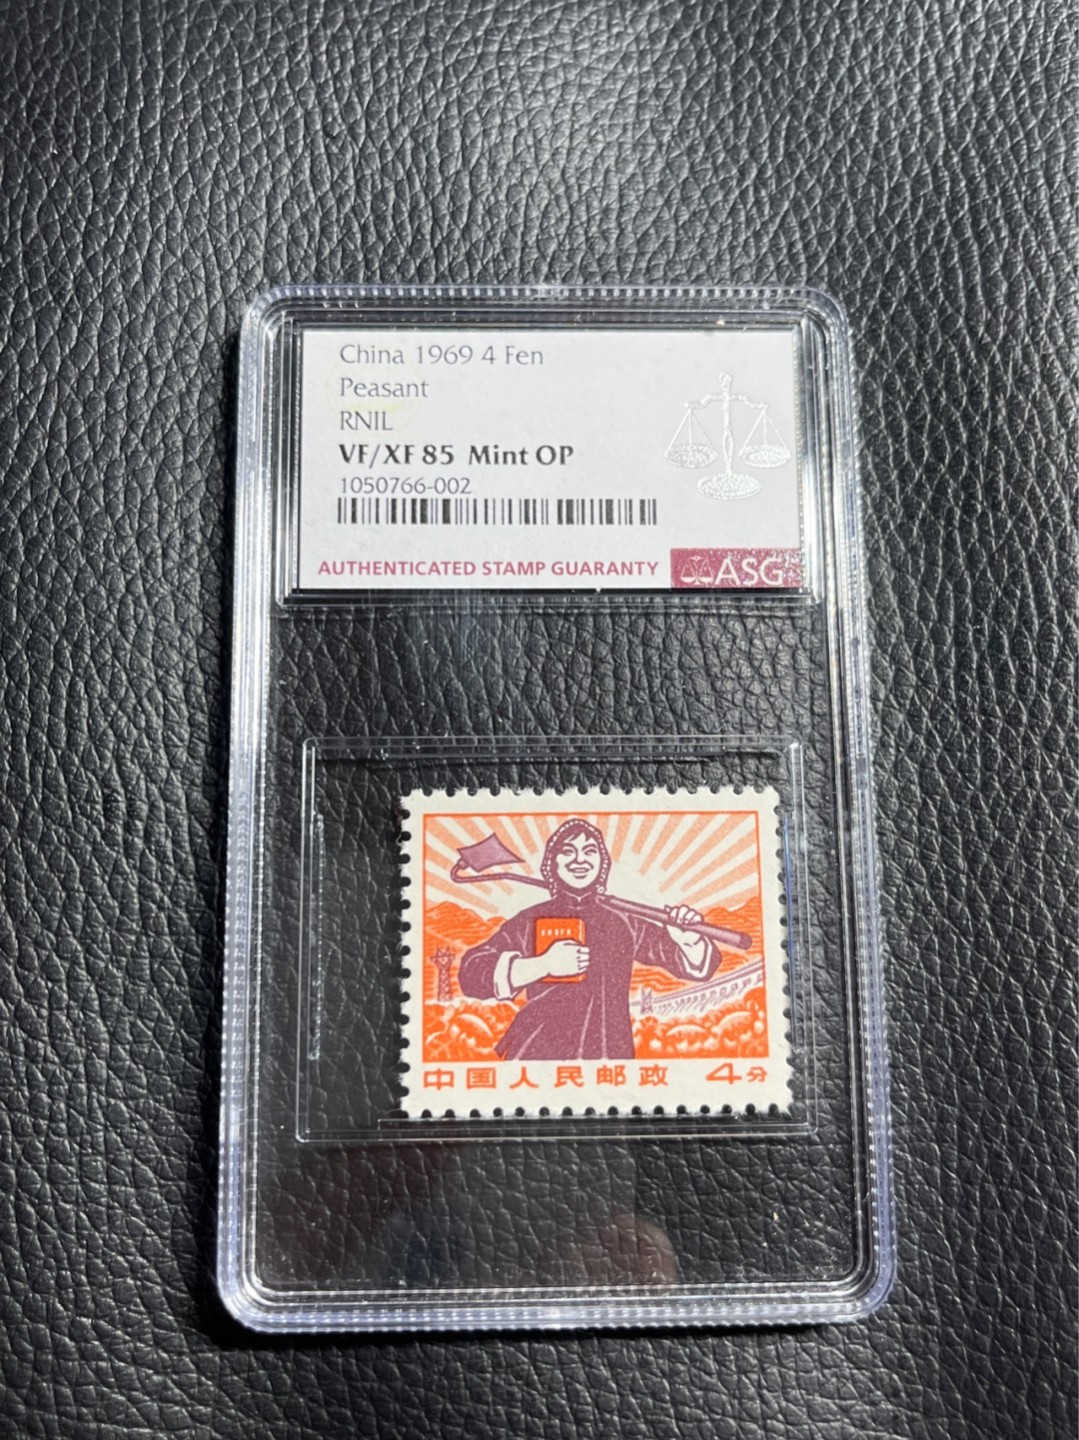 China 1969 4 Fen
Peasant
RNIL
VF/XF 85 Mint OP
1050766-002
AUTHENTICATED STAMP GUARANTY ASG
中国人民邮政 4分